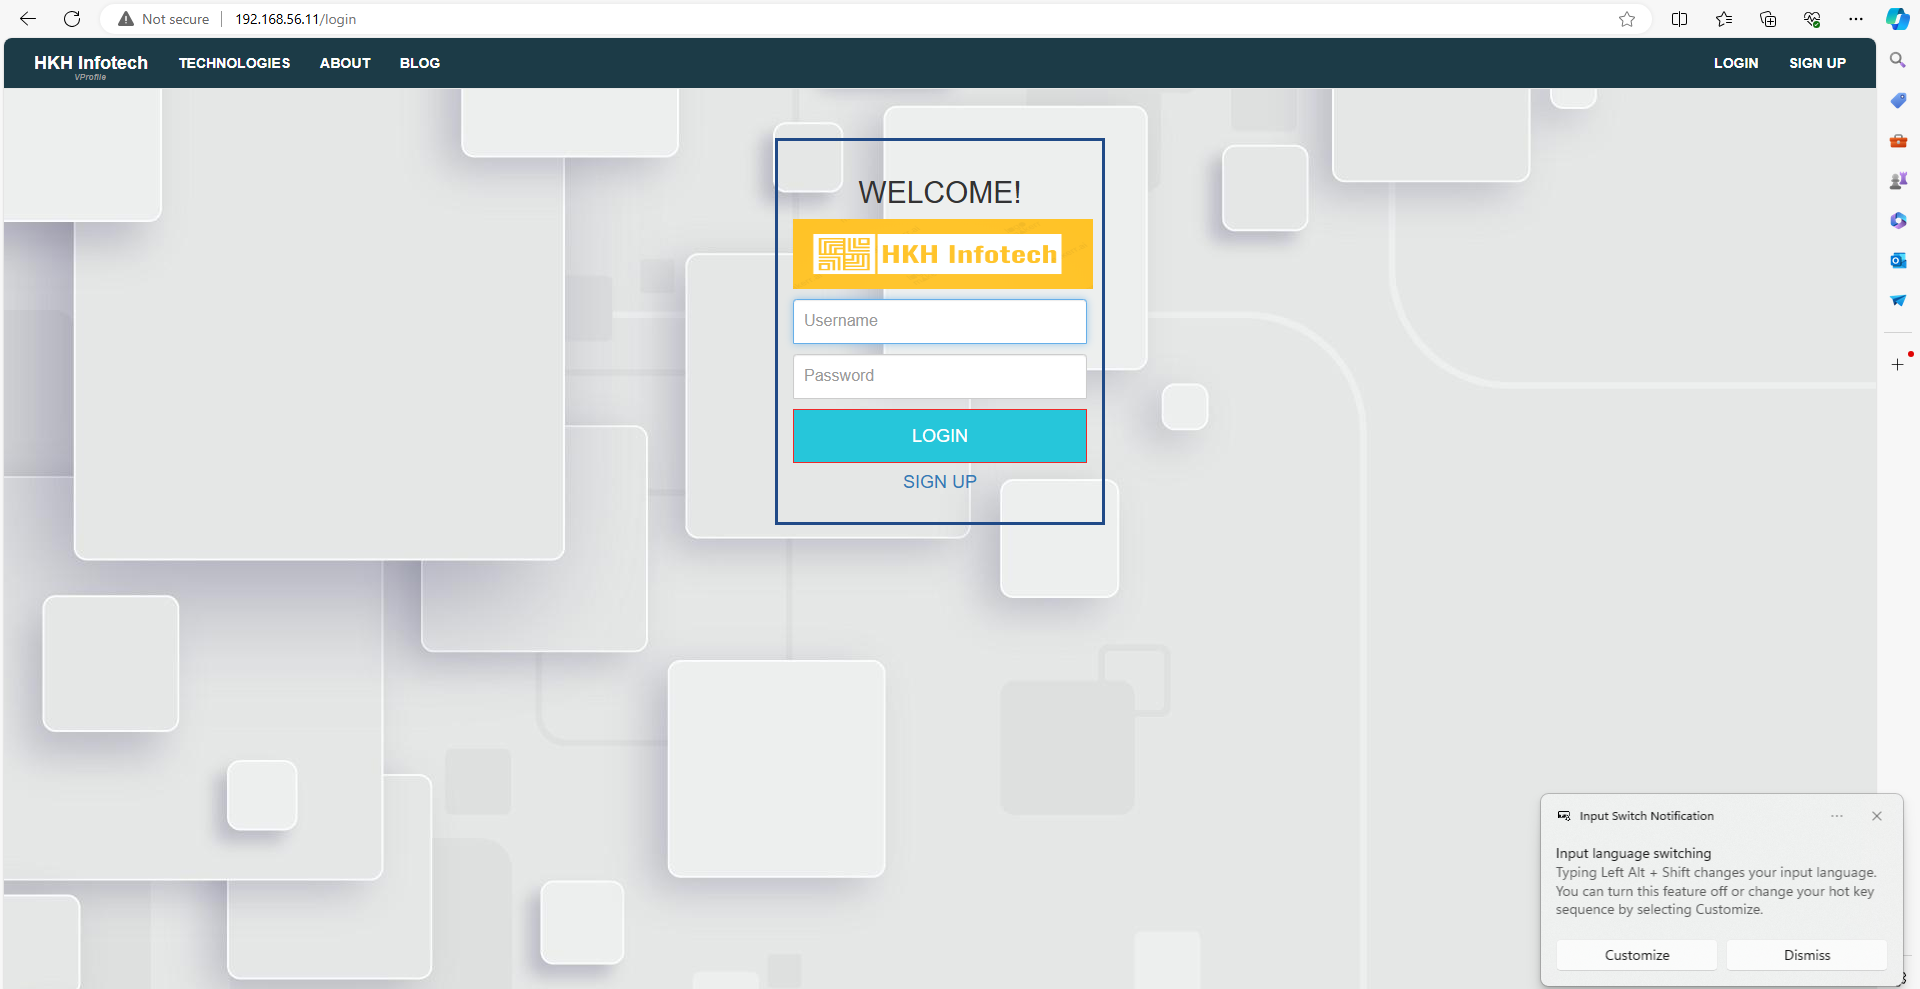 Not secure
192.168.56.11/login
HKH Infotech
VProfile
TECHNOLOGIES
ABOUT
BLOG
LOGIN
SIGN UP
WELCOME!
HKH Infotech
Username
Password
LOGIN
SIGN UP
Input Switch Notification
Input language switching
Typing Left Alt + Shift changes your input language.
You can turn this feature off or change your hot key
sequence by selecting Customize.
Customize
Dismiss